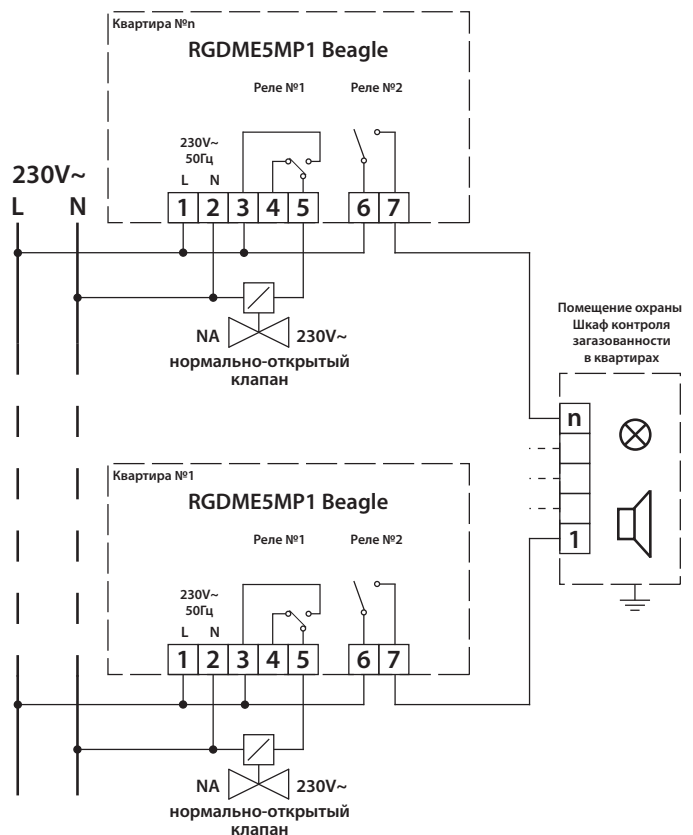 Квартира №n
RGDME5MP1 Beagle
Реле №1 Реле №2
230V~
50Гц
L N
230V~
L N
1 2 3 4 5 6 7
NA 230V~
нормально-открытый
клапан
Помещение охраны
Шкаф контроля
загазованности
в квартирах
n
1
Квартира №1
RGDME5MP1 Beagle
Реле №1 Реле №2
230V~
50Гц
L N
1 2 3 4 5 6 7
NA 230V~
нормально-открытый
клапан